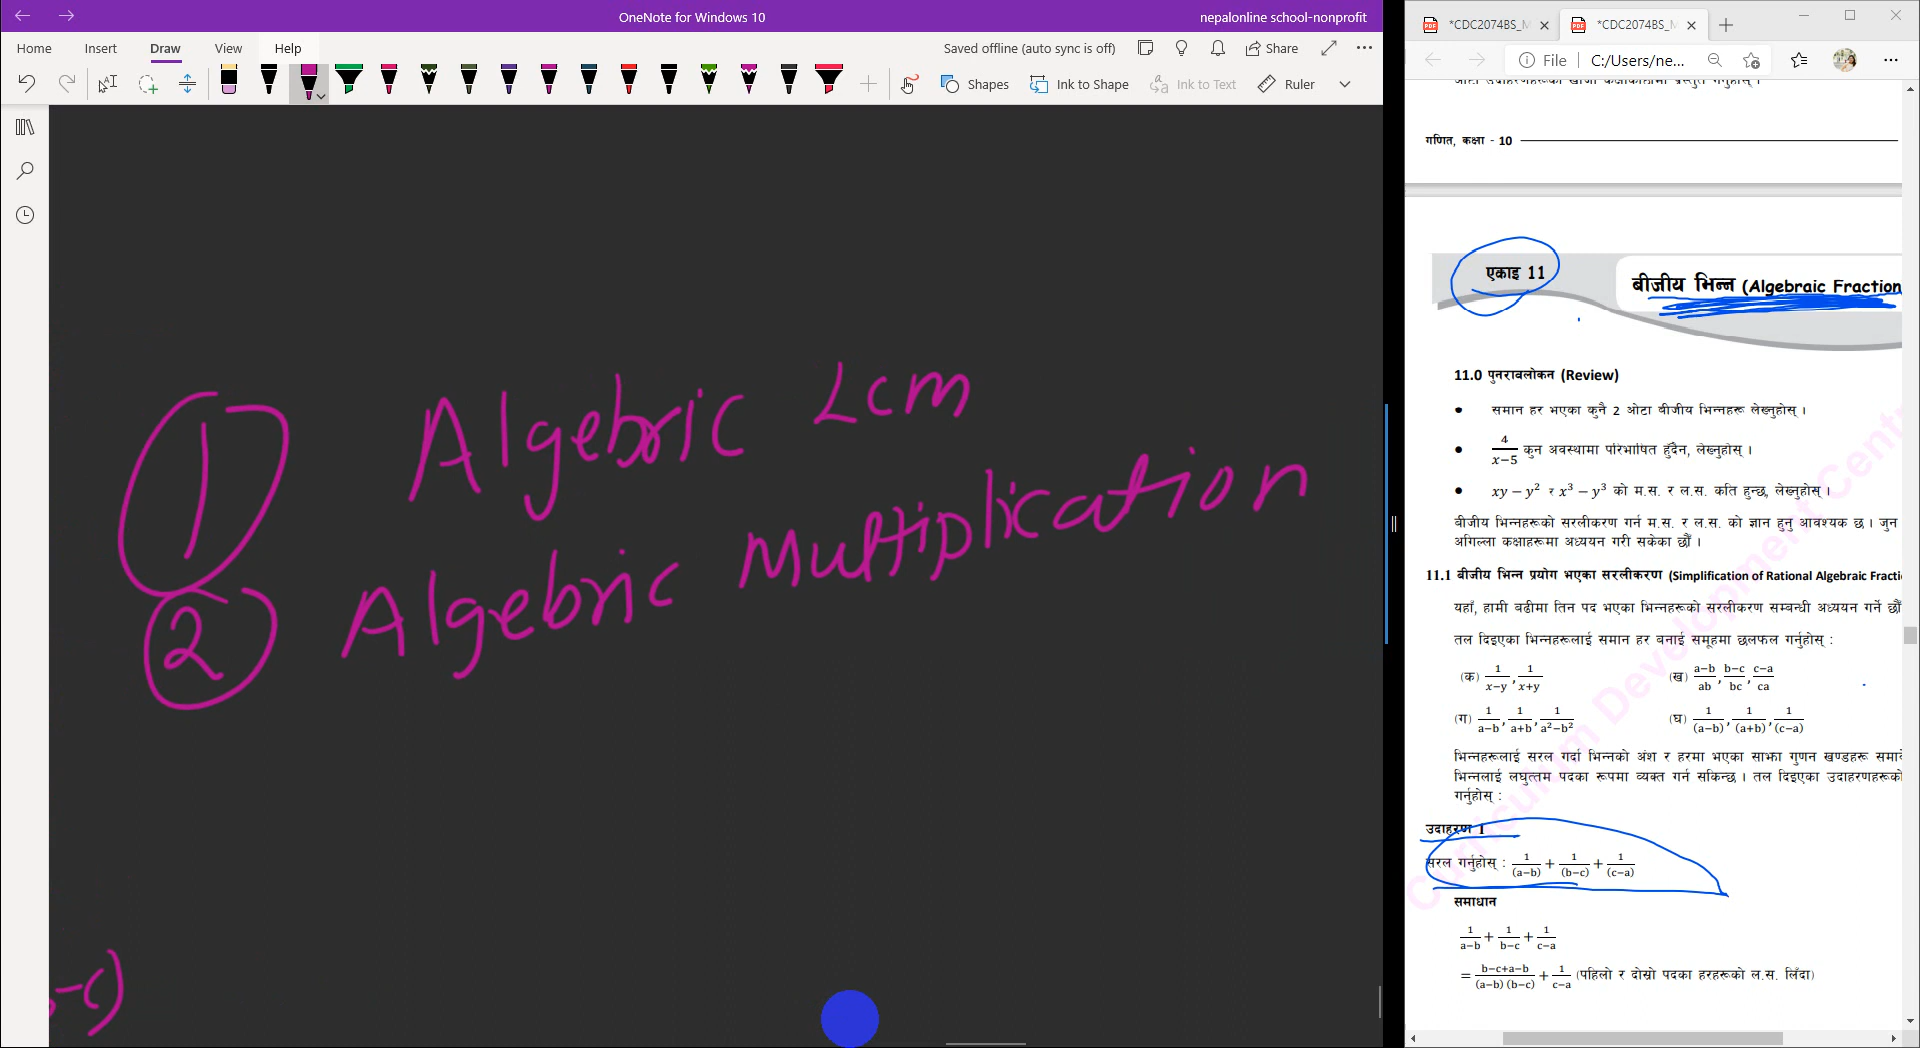 OneNote for Windows 10
nepalonline school-nonprofit
Home Insert Draw View Help
Saved offline (auto sync is off) Share
Shapes Ink to Shape Ink to Text Ruler
1 Algebric Lcm
2 Algebric Multiplication
-c)
*CDC2074BS_M *CDC2074BS_M
File C:/Users/ne...
गणित, कक्षा - 10
एकाइ 11
बीजीय भिन्न (Algebraic Fraction
11.0 पुनरावलोकन (Review)
• समान हर भएका कुनै 2 ओटा बीजीय भिन्नहरू लेख्नुहोस् ।
• 4/(x−5) कुन अवस्थामा परिभाषित हुँदैन, लेख्नुहोस् ।
• xy − y² र x³ − y³ को म.स. र ल.स. कति हुन्छ, लेख्नुहोस् ।
बीजीय भिन्नहरूको सरलीकरण गर्न म.स. र ल.स. को ज्ञान हुनु आवश्यक छ । जुन
अगिल्ला कक्षाहरूमा अध्ययन गरी सकेका छौँ ।
11.1 बीजीय भिन्न प्रयोग भएका सरलीकरण (Simplification of Rational Algebraic Fracti
यहाँ, हामी बढीमा तिन पद भएका भिन्नहरूको सरलीकरण सम्बन्धी अध्ययन गर्ने छौँ
तल दिइएका भिन्नहरूलाई समान हर बनाई समूहमा छलफल गर्नुहोस् :
(क) 1/(x−y), 1/(x+y) (ख) (a−b)/ab, (b−c)/bc, (c−a)/ca
(ग) 1/(a−b), 1/(a+b), 1/(a²−b²) (घ) 1/(a−b), 1/(a+b), 1/(c−a)
भिन्नहरूलाई सरल गर्दा भिन्नको अंश र हरमा भएका साझा गुणन खण्डहरू
भिन्नलाई लघुत्तम पदका रूपमा व्यक्त गर्न सकिन्छ । तल दिइएका उदाहरणहरूको
गर्नुहोस् :
उदाहरण 1
सरल गर्नुहोस् : 1/(a−b) + 1/(b−c) + 1/(c−a)
समाधान
1/(a−b) + 1/(b−c) + 1/(c−a)
= (b−c+a−b)/((a−b)(b−c)) + 1/(c−a) (पहिलो र दोस्रो पदका हरहरूको ल.स. लिँदा)
Curriculum Development Centr